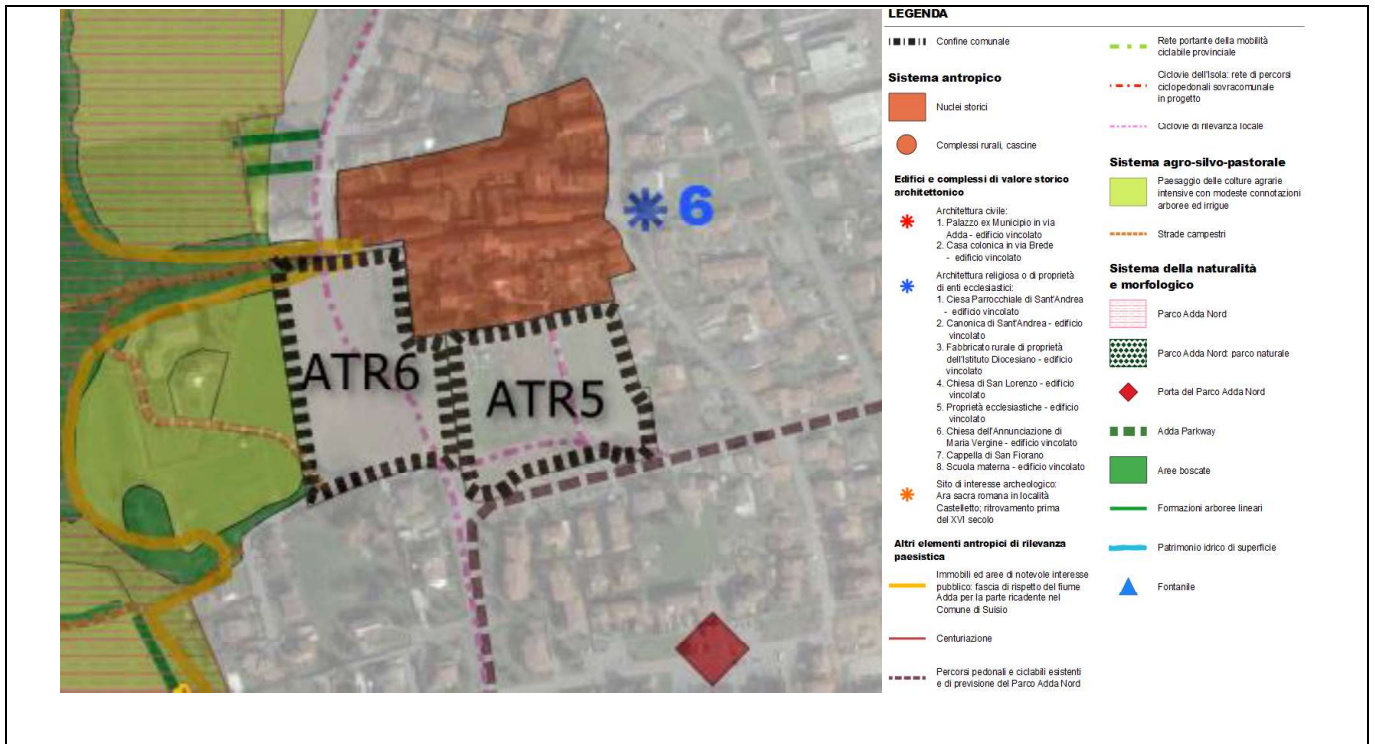 6
ATR6
ATR5
LEGENDA
Confine comunale
Sistema antropico
Nuclei storici
Complessi rurali, cascine
Edifici e complessi di valore storico
architettonico
Architettura civile:
1. Palazzo ex Municipio in via
Adda - edificio vincolato
2. Casa colonica in via Brede
- edificio vincolato
Architettura religiosa o di proprietà
di enti ecclesiastici:
1. Ciesa Parrocchiale di Sant'Andrea
- edificio vincolato
2. Canonica di Sant'Andrea - edificio
vincolato
3. Fabbricato rurale di proprietà
dell'Istituto Diocesiano - edificio
vincolato
4. Chiesa di San Lorenzo - edificio
vincolato
5. Proprietà ecclesiastiche - edificio
vincolato
6. Chiesa dell'Annunciazione di
Maria Vergine - edificio vincolato
7. Cappella di San Fiorano
8. Scuola materna - edificio vincolato
Sito di interesse archeologico:
Ara sacra romana in località
Castelletto; ritrovamento prima
del XVI secolo
Altri elementi antropici di rilevanza
paesistica
Immobili ed aree di notevole interesse
pubblico: fascia di rispetto del fiume
Adda per la parte ricadente nel
Comune di Suisio
Centuriazione
Percorsi pedonali e ciclabili esistenti
e di previsione del Parco Adda Nord
Rete portante della mobilità
ciclabile provinciale
Ciclovie dell'Isola: rete di percorsi
ciclopedonali sovracomunale
in progetto
Ciclovie di rilevanza locale
Sistema agro-silvo-pastorale
Paesaggio delle colture agrarie
intensive con modeste connotazioni
arboree ed irrigue
Strade campestri
Sistema della naturalità
e morfologico
Parco Adda Nord
Parco Adda Nord: parco naturale
Porta del Parco Adda Nord
Adda Parkway
Aree boscate
Formazioni arboree lineari
Patrimonio idrico di superficie
Fontanile